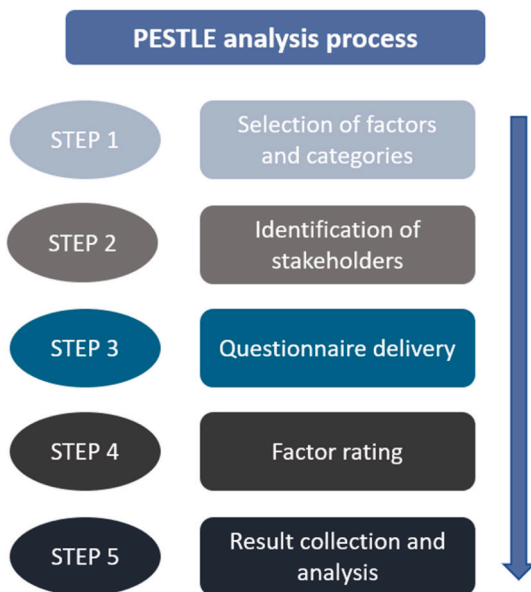 PESTLE analysis process
STEP 1
Selection of factors
and categories
STEP 2
Identification of
stakeholders
STEP 3
Questionnaire delivery
STEP 4
Factor rating
STEP 5
Result collection and
analysis